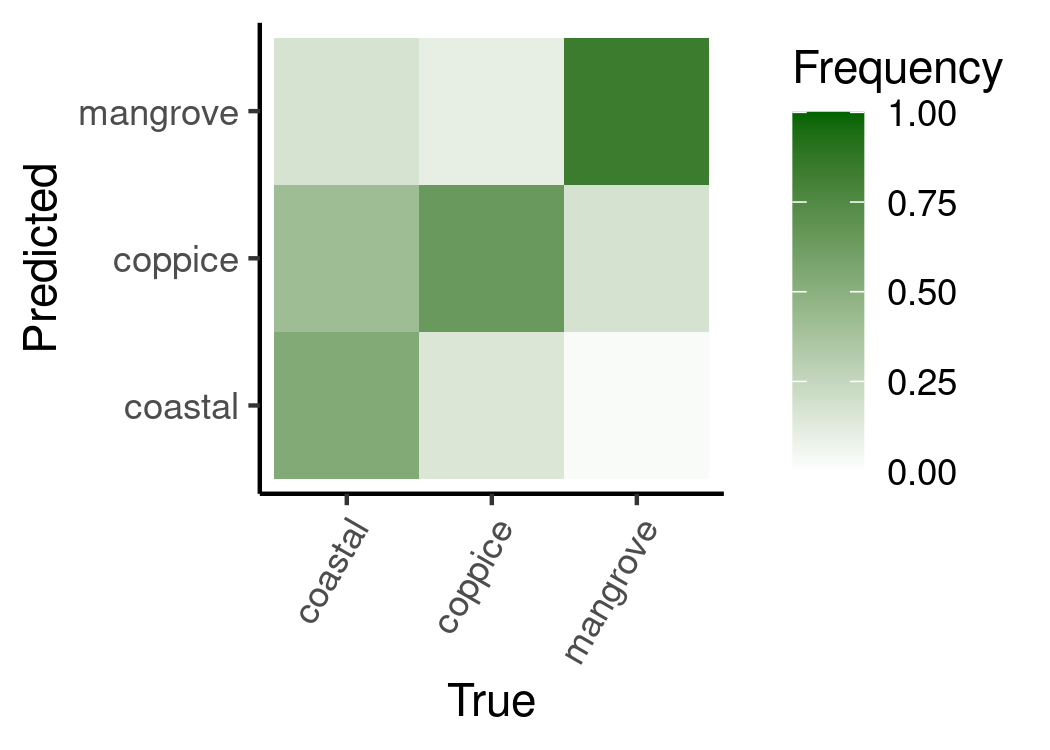 Predicted
mangrove
coppice
coastal
coastal
coppice
mangrove
True
Frequency
1.00
0.75
0.50
0.25
0.00